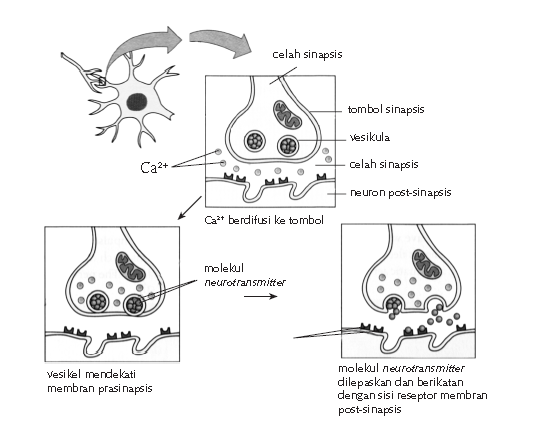 celah sinapsis
tombol sinapsis
vesikula
Ca²⁺
celah sinapsis
neuron post-sinapsis
Ca²⁺ berdifusi ke tombol
molekul
neurotransmitter
vesikel mendekati
membran prasinapsis
molekul neurotransmitter
dilepaskan dan berikatan
dengan sisi reseptor membran
post-sinapsis